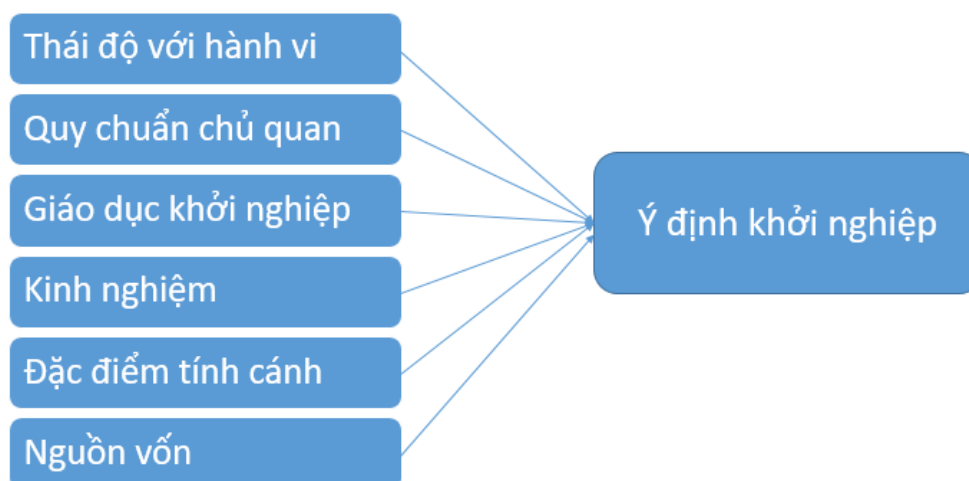 Thái độ với hành vi
Quy chuẩn chủ quan
Giáo dục khởi nghiệp
Ý định khởi nghiệp
Kinh nghiệm
Đặc điểm tính cánh
Nguồn vốn